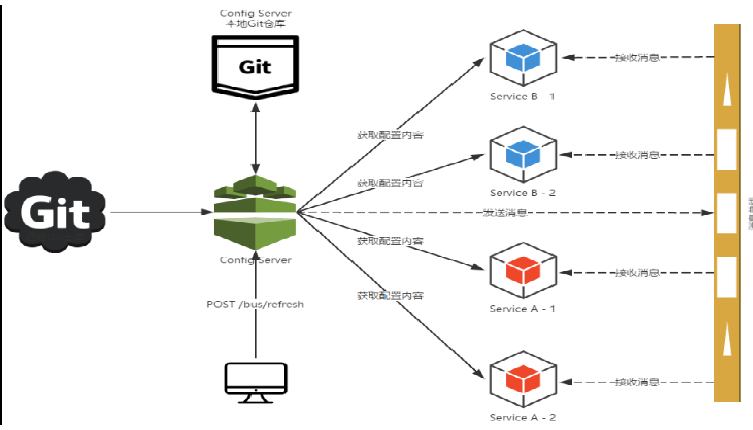 Config Server
本地Git仓库
Git
接收消息
Service B - 1
获取配置内容
接收消息
获取配置内容
Service B - 2
Git
发送消息
获取配置内容
Config Server
接收消息
获取配置内容
POST /bus/refresh
Service A - 1
接收消息
Service A - 2